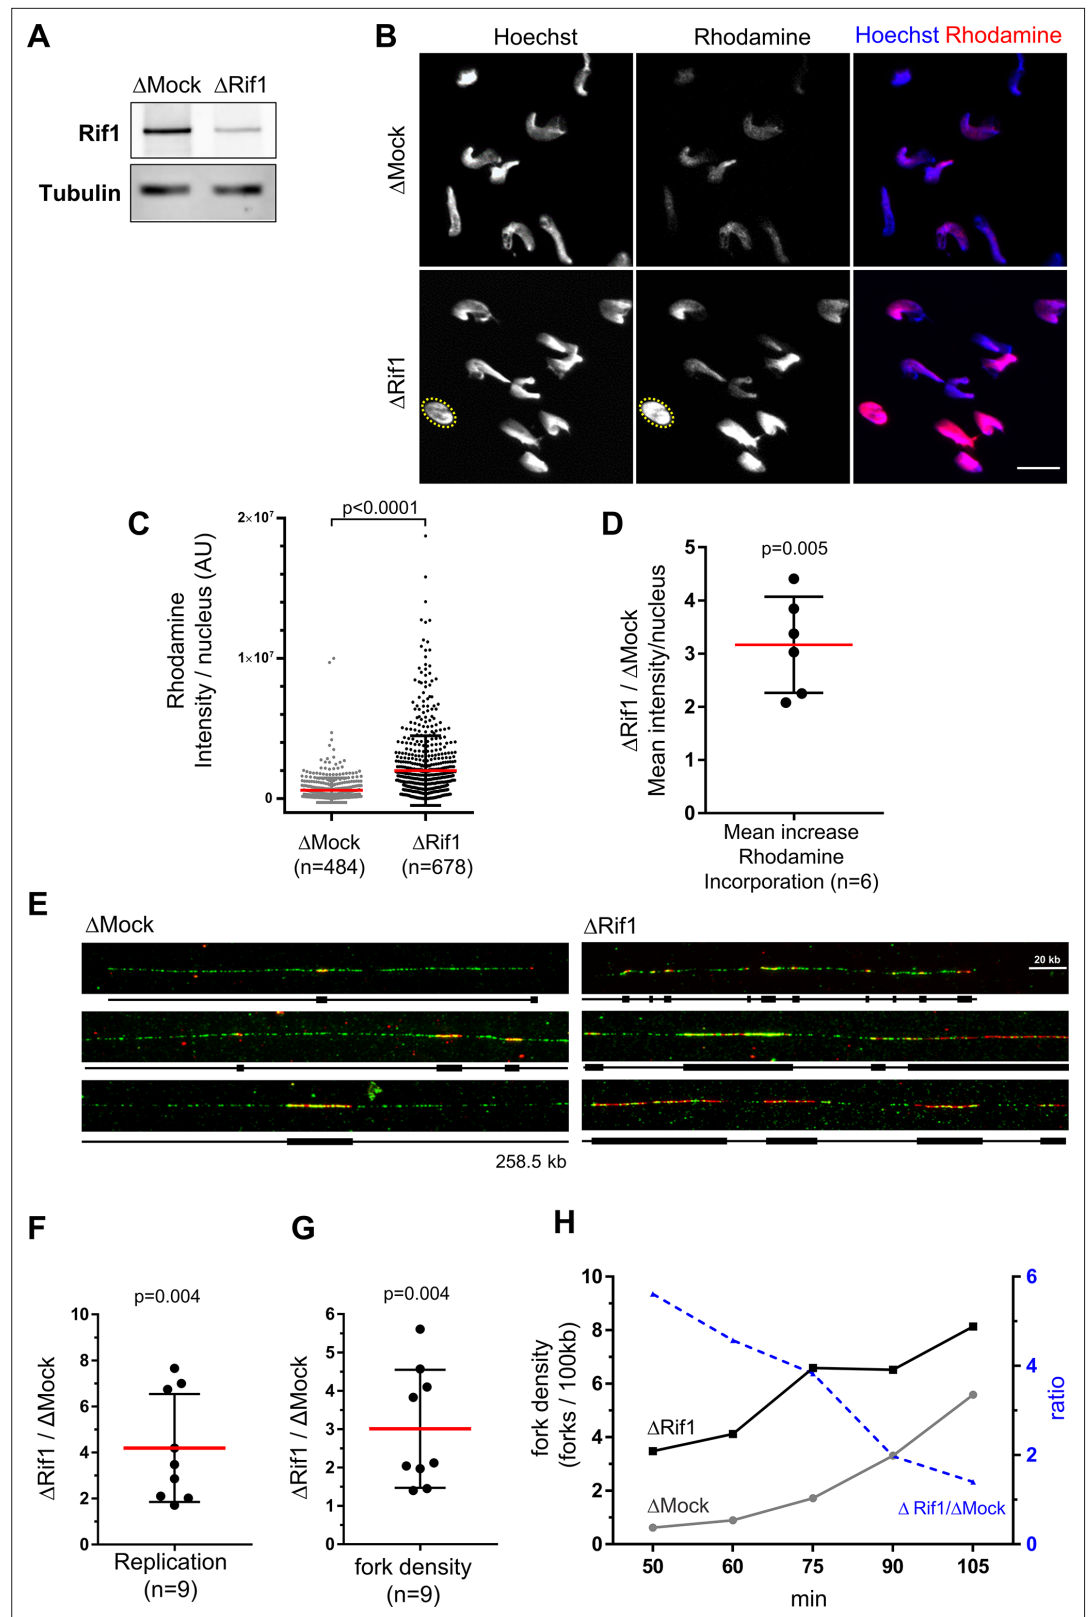 A
ΔMock ΔRif1
Rif1
Tubulin
B
Hoechst
Rhodamine
Hoechst Rhodamine
ΔMock
ΔRif1
C
Rhodamine
Intensity / nucleus (AU)
2×10⁷
1×10⁷
0
p<0.0001
ΔMock
(n=484)
ΔRif1
(n=678)
D
ΔRif1 / ΔMock
Mean intensity/nucleus
p=0.005
5
4
3
2
1
0
Mean increase
Rhodamine
Incorporation (n=6)
E
ΔMock
ΔRif1
20 kb
258.5 kb
F
ΔRif1 / ΔMock
p=0.004
10
8
6
4
2
0
Replication
(n=9)
G
ΔRif1 / ΔMock
p=0.004
6
5
4
3
2
1
0
fork density
(n=9)
H
fork density
(forks / 100kb)
10
8
6
4
2
0
ΔRif1
ΔMock
Δ Rif1/ΔMock
6
4
2
0
ratio
50 60 75 90 105
min